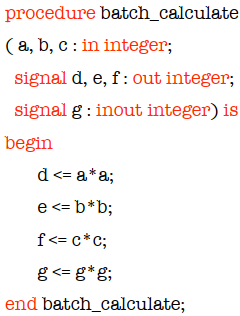 procedure batch_calculate
( a, b, c : in integer;
signal d, e, f : out integer;
signal g : inout integer) is
begin
d <= a*a;
e <= b*b;
f <= c*c;
g <= g*g;
end batch_calculate;